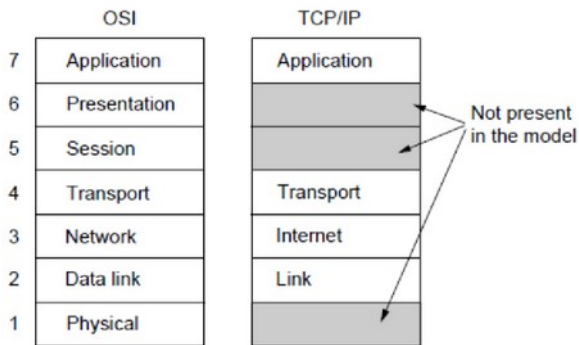 OSI TCP/IP
7 Application Application
6 Presentation
5 Session
Not present
in the model
4 Transport Transport
3 Network Internet
2 Data link Link
1 Physical